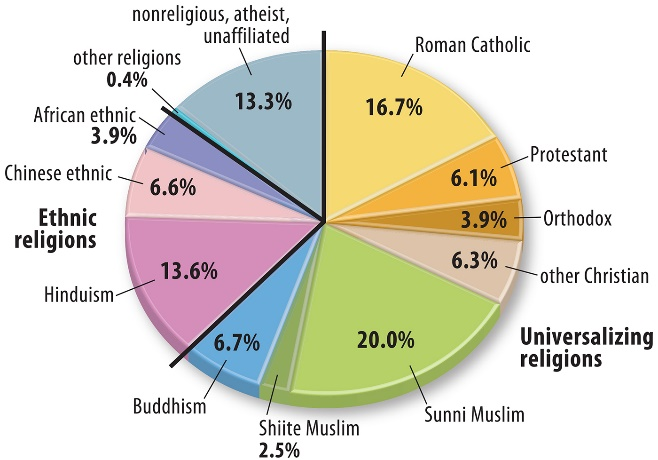 nonreligious, atheist,
unaffiliated
13.3%
Roman Catholic
16.7%
Protestant
6.1%
Orthodox
3.9%
other Christian
6.3%
Universalizing
religions
Sunni Muslim
20.0%
Shiite Muslim
2.5%
Buddhism
6.7%
Hinduism
13.6%
Ethnic
religions
Chinese ethnic
6.6%
African ethnic
3.9%
other religions
0.4%